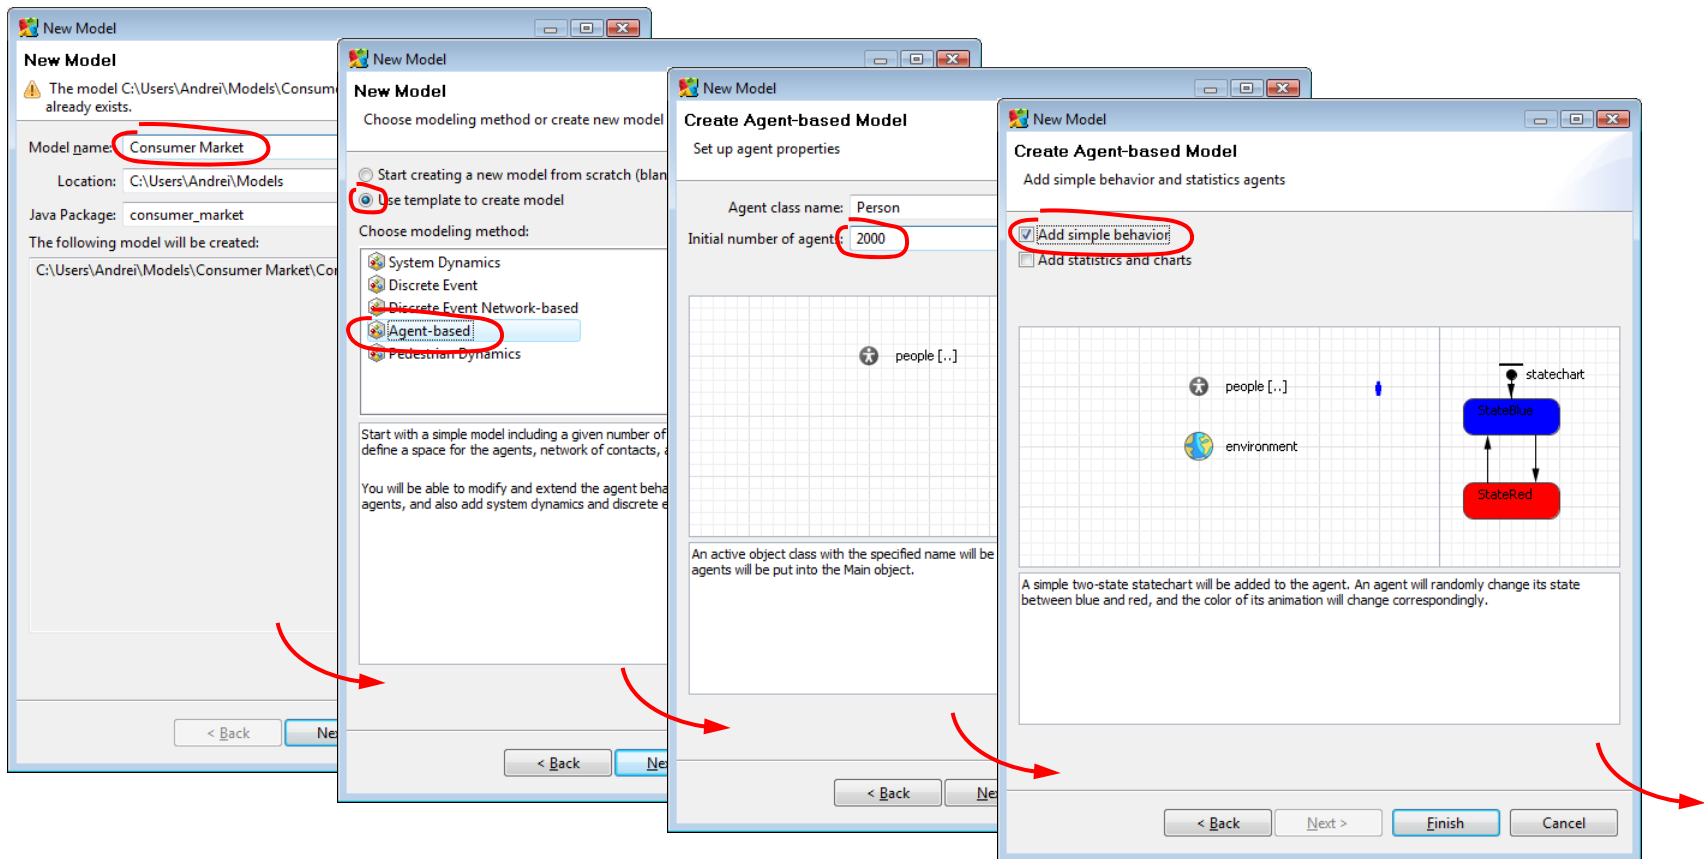 New Model
New Model
The model C:\Users\Andrei\Models\Consum
already exists.
Model name: Consumer Market
Location: C:\Users\Andrei\Models
Java Package: consumer_market
The following model will be created:
C:\Users\Andrei\Models\Consumer Market\Co
< Back
Ne
New Model
New Model
Choose modeling method or create new model
Start creating a new model from scratch (blan
Use template to create model
Choose modeling method:
System Dynamics
Discrete Event
Discrete Event Network-based
Agent-based
Pedestrian Dynamics
Start with a simple model including a given number of
define a space for the agents, network of contacts, a
You will be able to modify and extend the agent beha
agents, and also add system dynamics and discrete e
< Back
Ne
New Model
Create Agent-based Model
Set up agent properties
Agent class name: Person
Initial number of agents: 2000
people [..]
An active object class with the specified name will be
agents will be put into the Main object.
< Back
Ne
New Model
Create Agent-based Model
Add simple behavior and statistics agents
Add simple behavior
Add statistics and charts
people [..]
environment
statechart
StateBlue
StateRed
A simple two-state statechart will be added to the agent. An agent will randomly change its state
between blue and red, and the color of its animation will change correspondingly.
< Back
Next >
Finish
Cancel